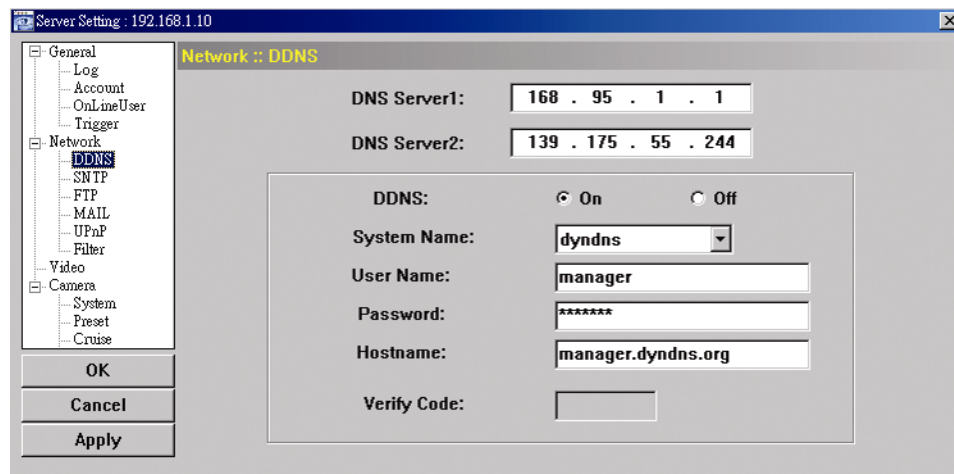 Server Setting : 192.168.1.10
General
Log
Account
OnLineUser
Trigger
Network
DDNS
SNTP
FTP
MAIL
UPnP
Filter
Video
Camera
System
Preset
Cruise
OK
Cancel
Apply
Network :: DDNS
DNS Server1: 168 . 95 . 1 . 1
DNS Server2: 139 . 175 . 55 . 244
DDNS: On Off
System Name: dyndns
User Name: manager
Password: *******
Hostname: manager.dyndns.org
Verify Code: